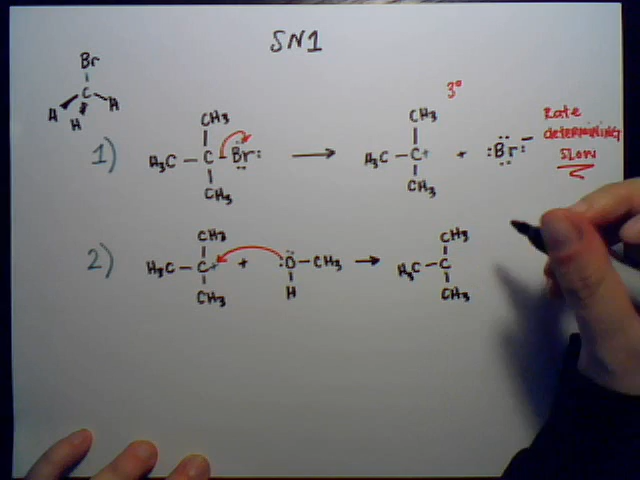 SN1
Br
C
H H H
3°
CH3 CH3
Rate
determining
slow
1) H3C – C – Br: → H3C – C+ + :Br:–
CH3 CH3
CH3 CH3
2) H3C – C+ + :O – CH3 → H3C – C
CH3 H CH3